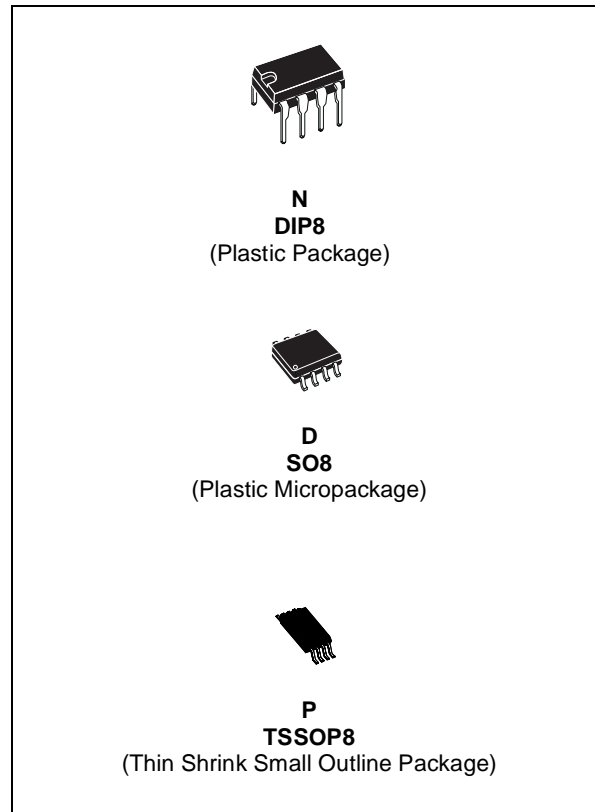 N
DIP8
(Plastic Package)
D
SO8
(Plastic Micropackage)
P
TSSOP8
(Thin Shrink Small Outline Package)